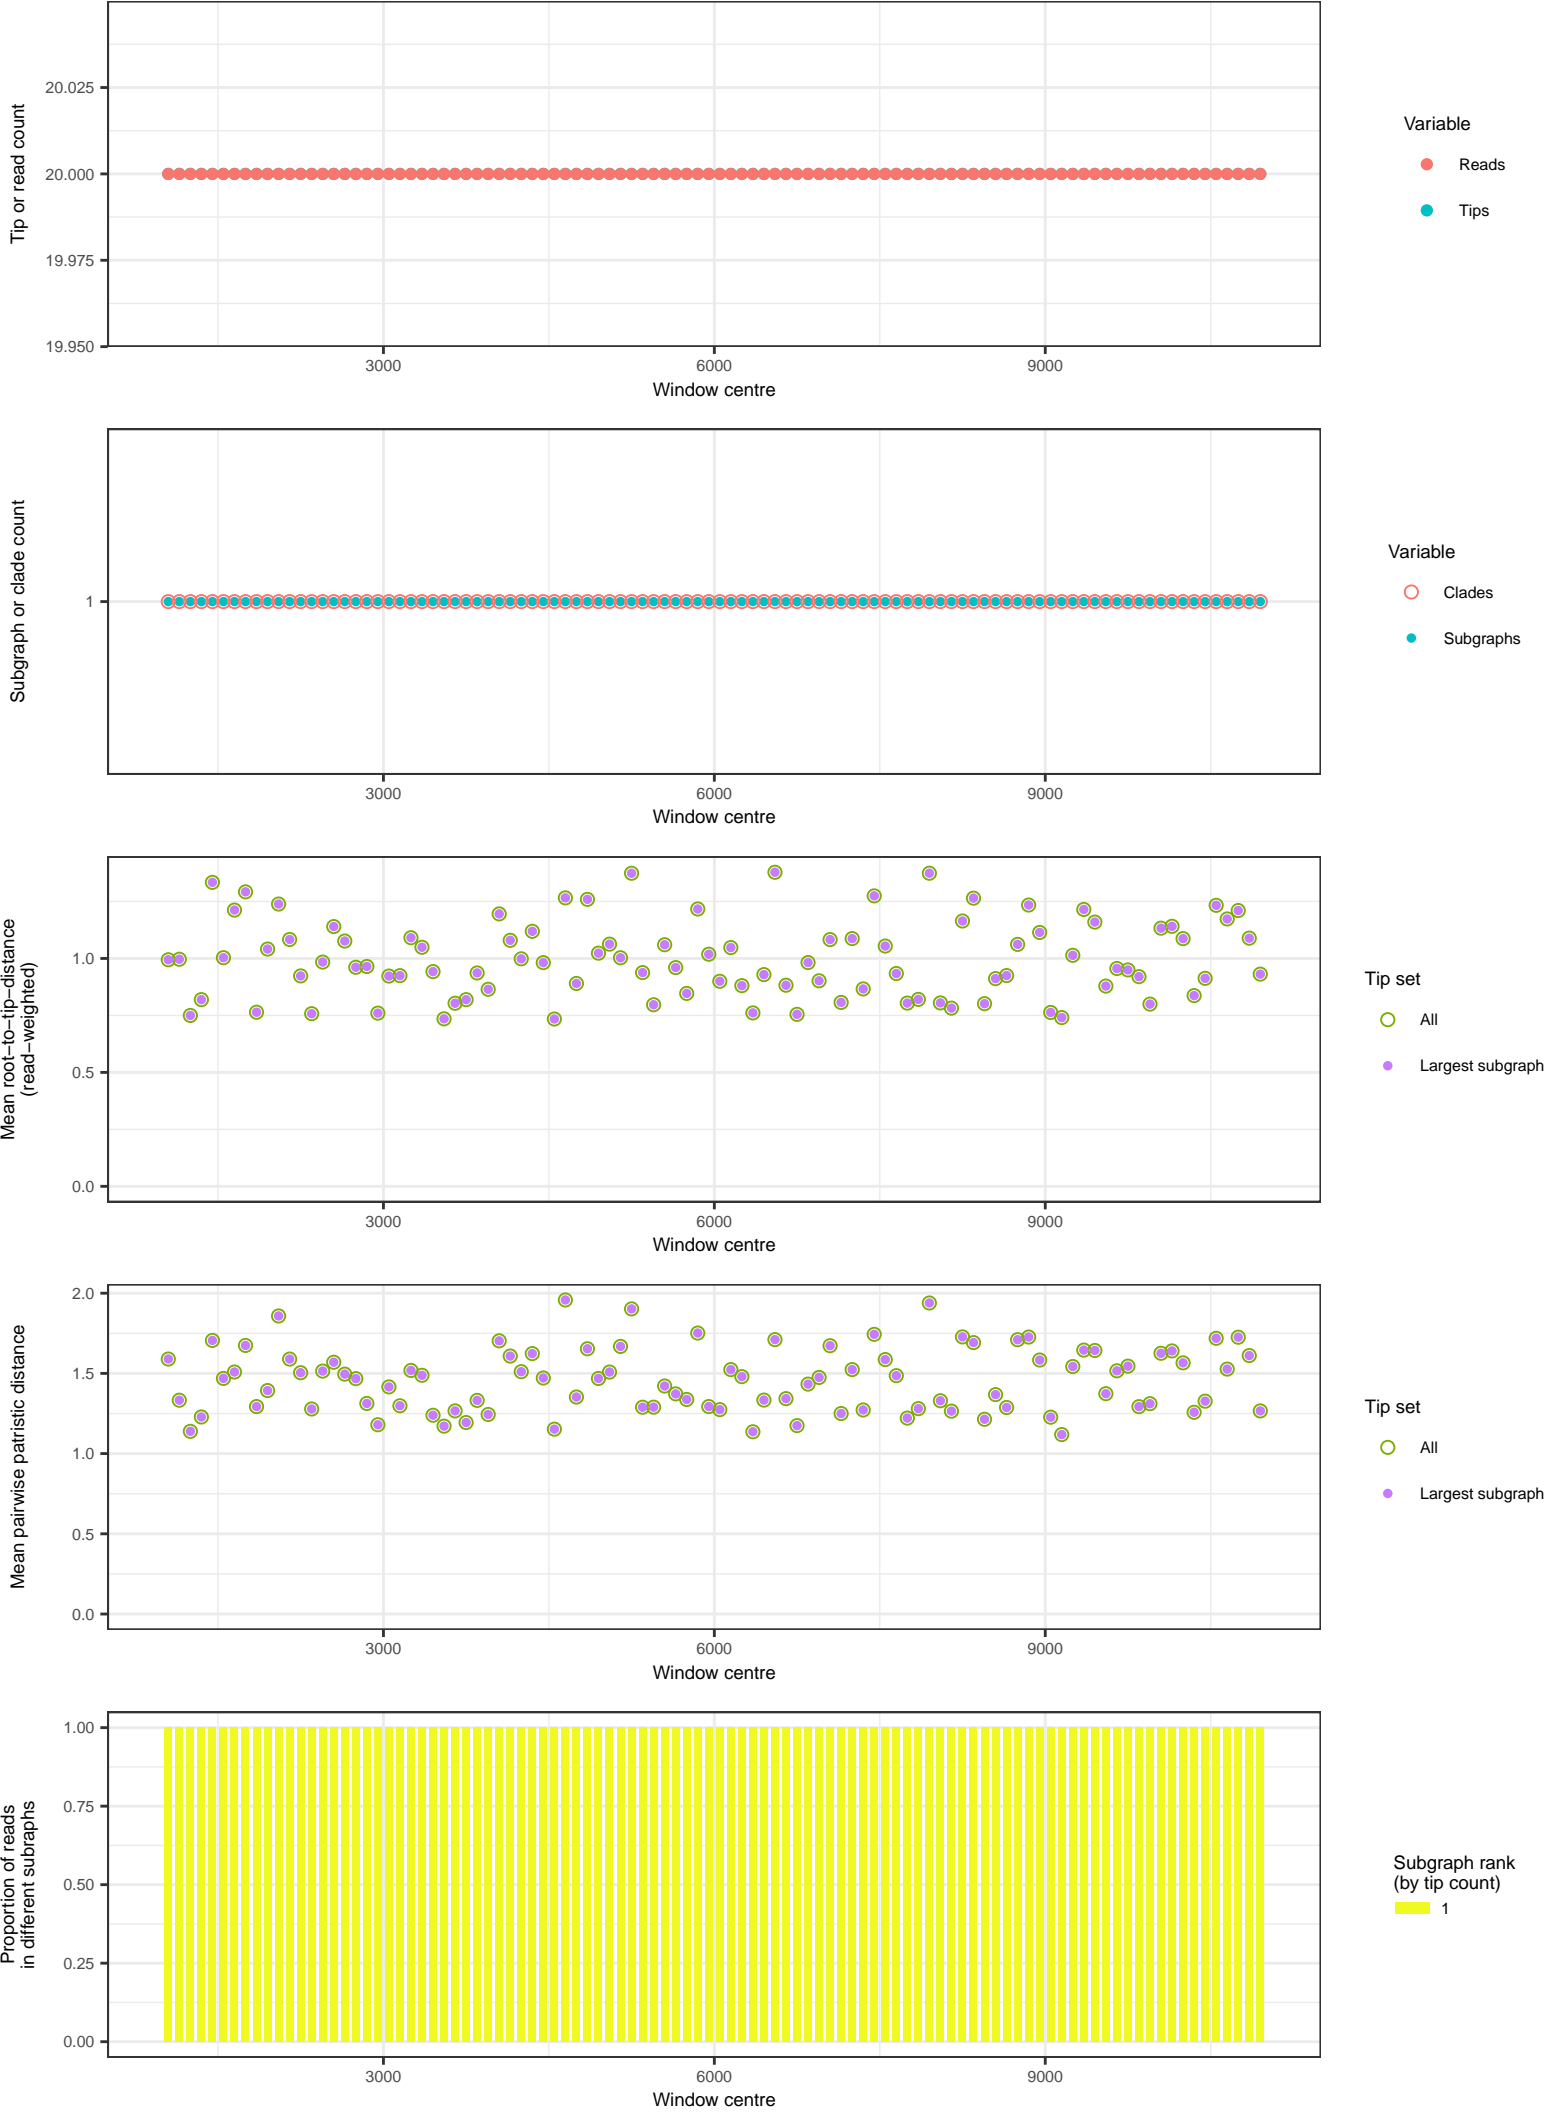 20.025
20.000
19.975
19.950
Tip or read count
3000
6000
9000
Window centre
Variable
Reads
Tips
1
Subgraph or clade count
3000
6000
9000
Window centre
Variable
Clades
Subgraphs
1.0
0.5
0.0
Mean root−to−tip−distance
(read−weighted)
3000
6000
9000
Window centre
Tip set
All
Largest subgraph
2.0
1.5
1.0
0.5
0.0
Mean pairwise patristic distance
3000
6000
9000
Window centre
Tip set
All
Largest subgraph
1.00
0.75
0.50
0.25
0.00
Proportion of reads
in different subraphs
3000
6000
9000
Window centre
Subgraph rank
(by tip count)
1